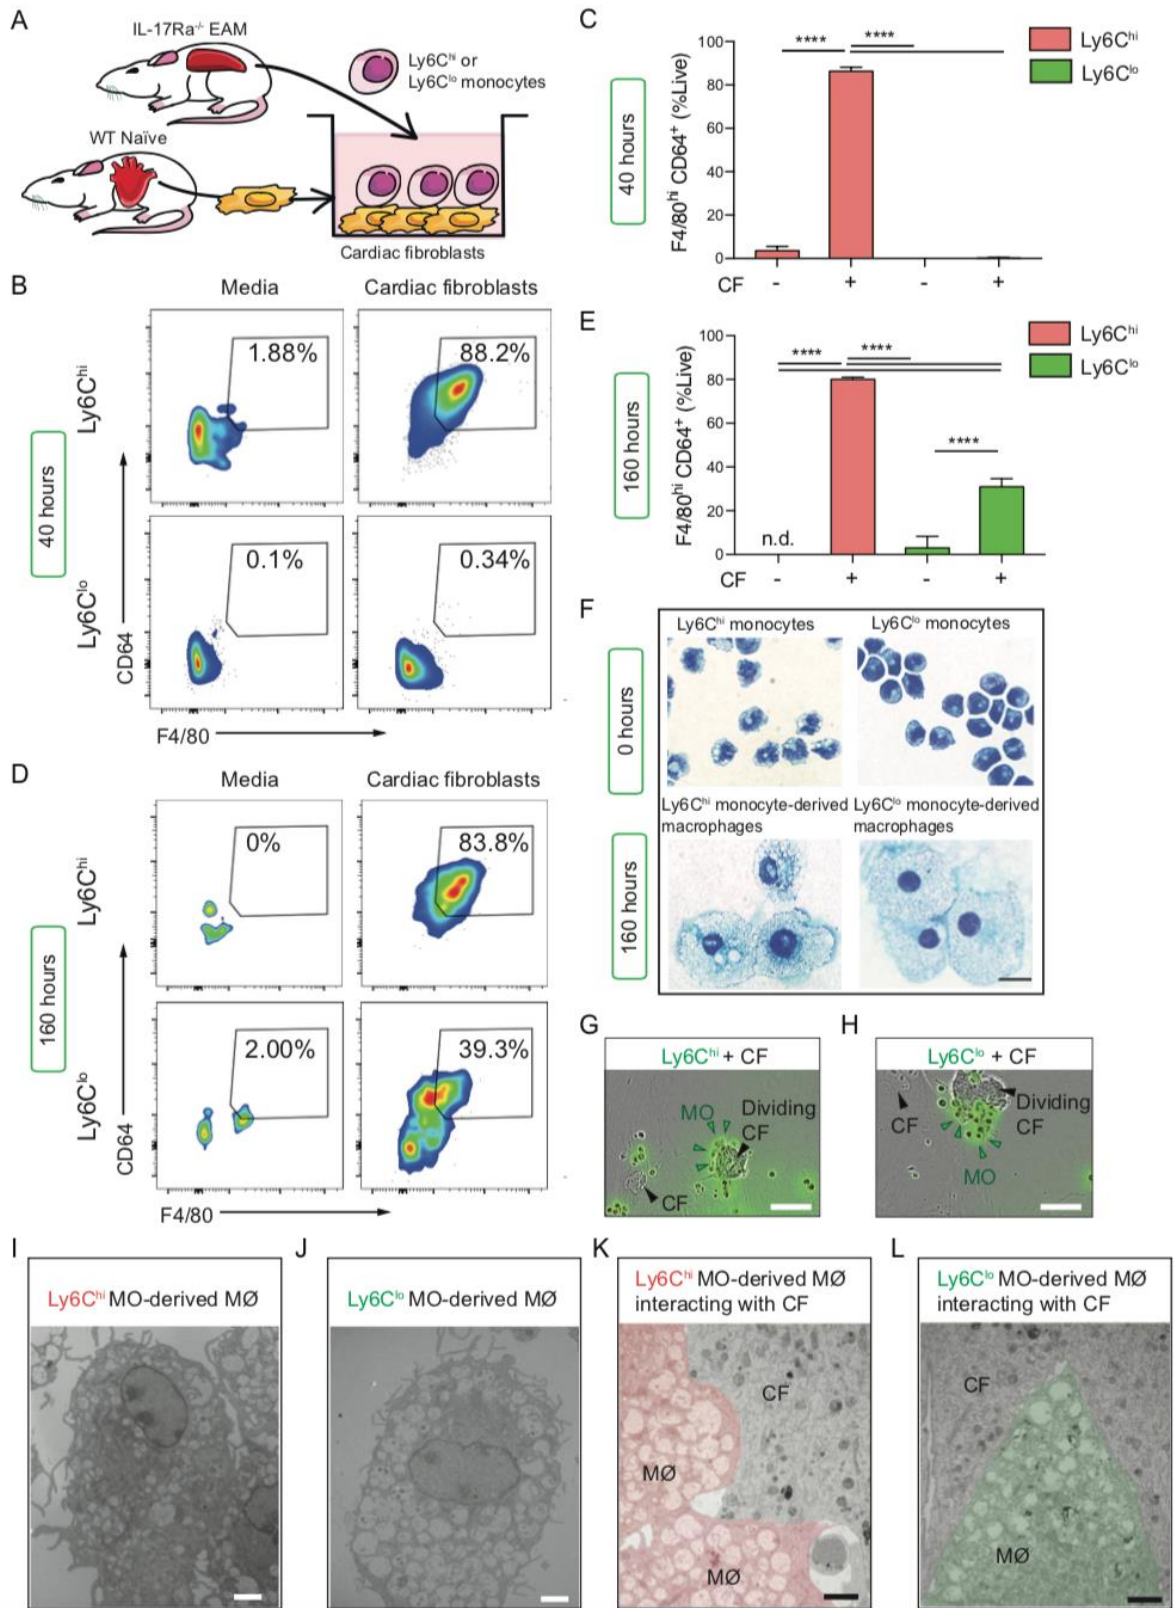 A
IL-17Ra-/- EAM
Ly6Chi or
Ly6Clo monocytes
WT Naïve
Cardiac fibroblasts
B
Media
Cardiac fibroblasts
40 hours
Ly6Chi
1.88%
88.2%
Ly6Clo
0.1%
0.34%
CD64
F4/80
C
40 hours
F4/80hi CD64+ (%Live)
100
80
60
40
20
0
****
****
Ly6Chi
Ly6Clo
CF
-
+
-
+
D
Media
Cardiac fibroblasts
160 hours
Ly6Chi
0%
83.8%
Ly6Clo
2.00%
39.3%
CD64
F4/80
E
160 hours
F4/80hi CD64+ (%Live)
100
80
60
40
20
0
****
****
****
n.d.
Ly6Chi
Ly6Clo
CF
-
+
-
+
F
0 hours
Ly6Chi monocytes
Ly6Clo monocytes
160 hours
Ly6Chi monocyte-derived
macrophages
Ly6Clo monocyte-derived
macrophages
G
Ly6Chi + CF
MO
Dividing
CF
CF
H
Ly6Clo + CF
CF
Dividing
CF
MO
I
Ly6Chi MO-derived MØ
J
Ly6Clo MO-derived MØ
K
Ly6Chi MO-derived MØ
interacting with CF
CF
MØ
MØ
L
Ly6Clo MO-derived MØ
interacting with CF
CF
MØ